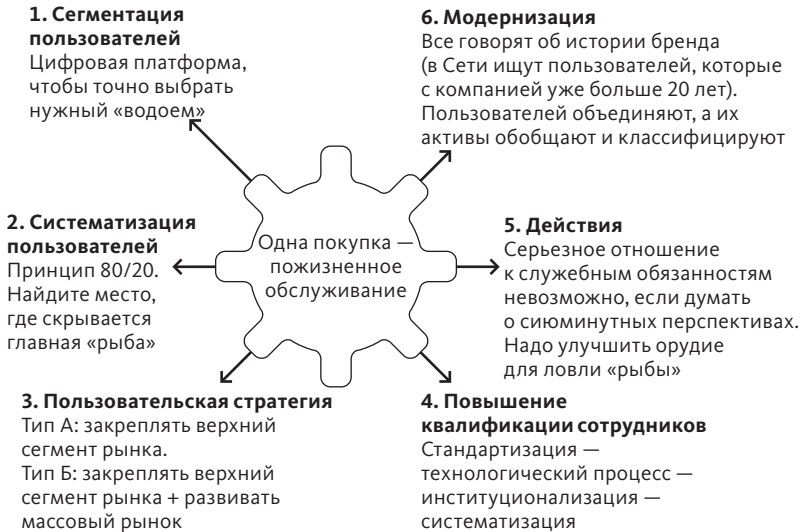 1. Сегментация
пользователей
Цифровая платформа,
чтобы точно выбрать
нужный «водоем»
6. Модернизация
Все говорят об истории бренда
(в Сети ищут пользователей, которые
с компанией уже больше 20 лет).
Пользователей объединяют, а их
активы обобщают и классифицируют
2. Систематизация
пользователей
Принцип 80/20.
Найдите место,
где скрывается
главная «рыба»
Одна покупка —
пожизненное
обслуживание
5. Действия
Серьезное отношение
к служебным обязанностям
невозможно, если думать
о сиюминутных перспективах.
Надо улучшить орудие
для ловли «рыбы»
3. Пользовательская стратегия
Тип А: закреплять верхний
сегмент рынка.
Тип Б: закреплять верхний
сегмент рынка + развивать
массовый рынок
4. Повышение
квалификации сотрудников
Стандартизация —
технологический процесс —
институционализация —
систематизация